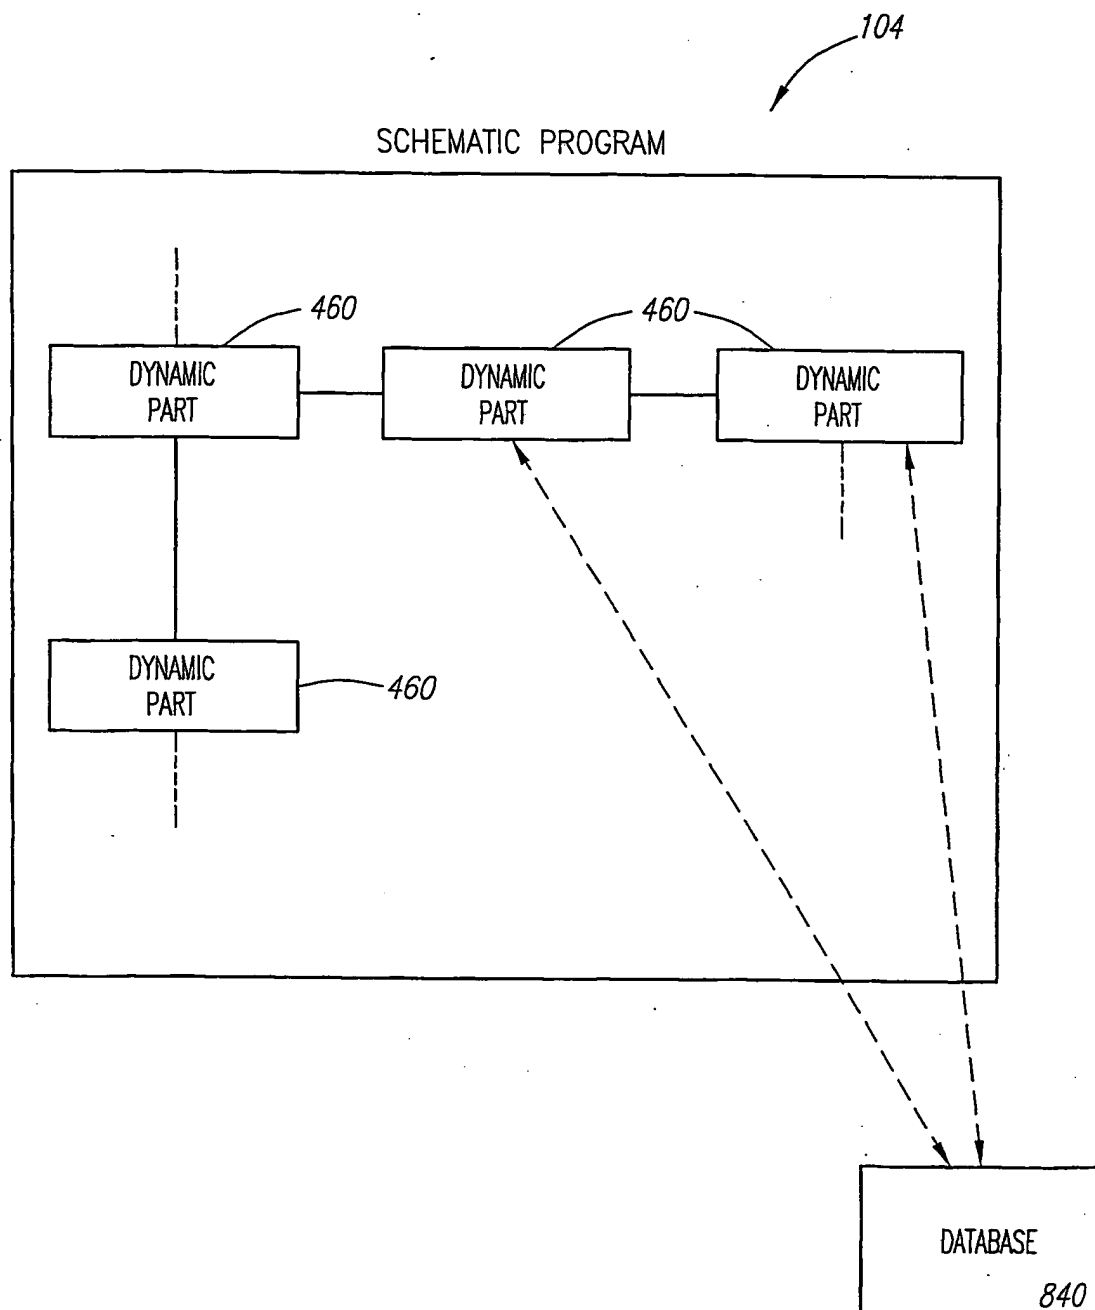 104
SCHEMATIC PROGRAM
460
460
DYNAMIC
PART
DYNAMIC
PART
DYNAMIC
PART
DYNAMIC
PART
460
DATABASE
840